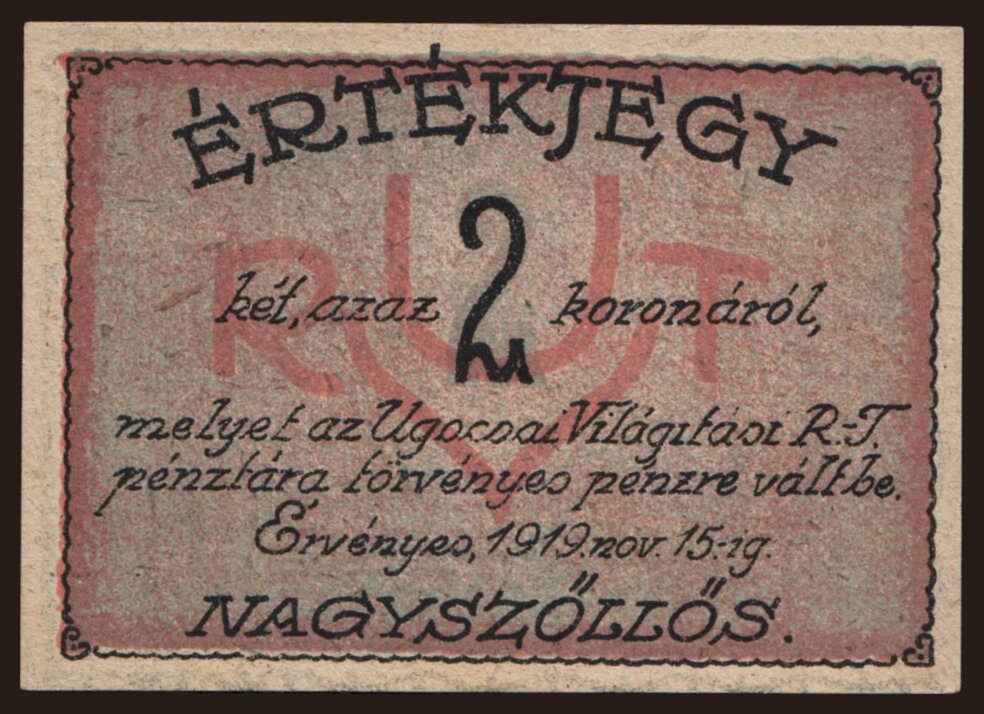 ÉRTÉKJEGY
2
két, azaz koronáról,
R U T
V
melyet az Ugocsai Világítási R.-T.
pénztára törvényes pénzre vált be.
Érvényes, 1919. nov. 15-ig.
NAGYSZŐLLŐS.